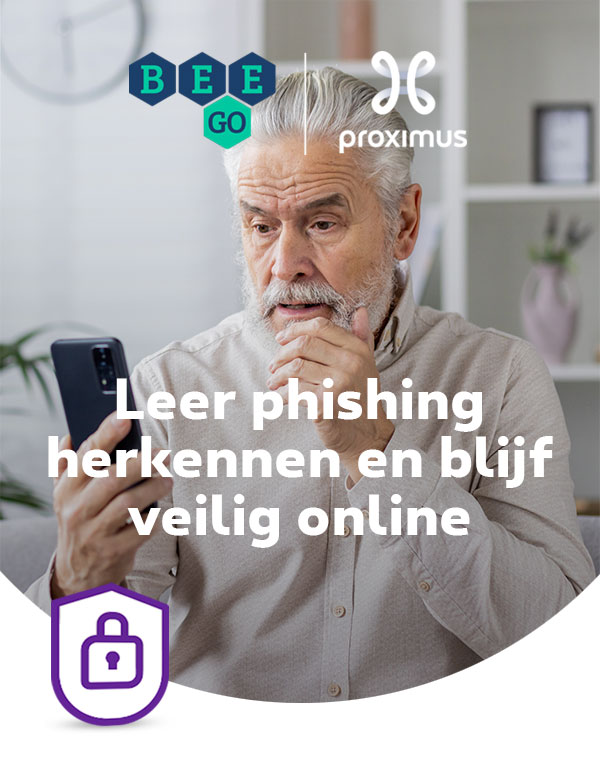 BEE
GO
proximus
Leer phishing
herkennen en blijf
veilig online